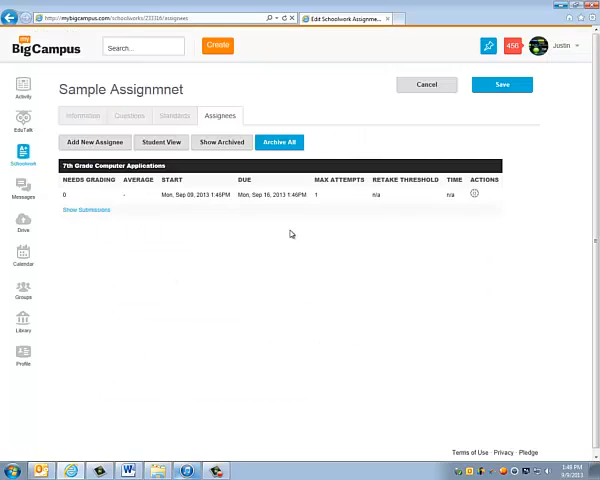 http://mybigcampus.com/schoolworks/233316/assignees
Edit Schoolwork Assignme...
my
BigCampus
Search...
Create
456
Justin
Activity
EduTalk
Schoolwork
Messages
Drive
Calendar
Groups
Library
Profile
Sample Assignmnet
Cancel
Save
Information
Questions
Standards
Assignees
Add New Assignee
Student View
Show Archived
Archive All
7th Grade Computer Applications
NEEDS GRADING AVERAGE START DUE MAX ATTEMPTS RETAKE THRESHOLD TIME ACTIONS
0 - Mon, Sep 09, 2013 1:46PM Mon, Sep 16, 2013 1:46PM 1 n/a n/a
Show Submissions
Terms of Use · Privacy · Pledge
1:48 PM
9/9/2013